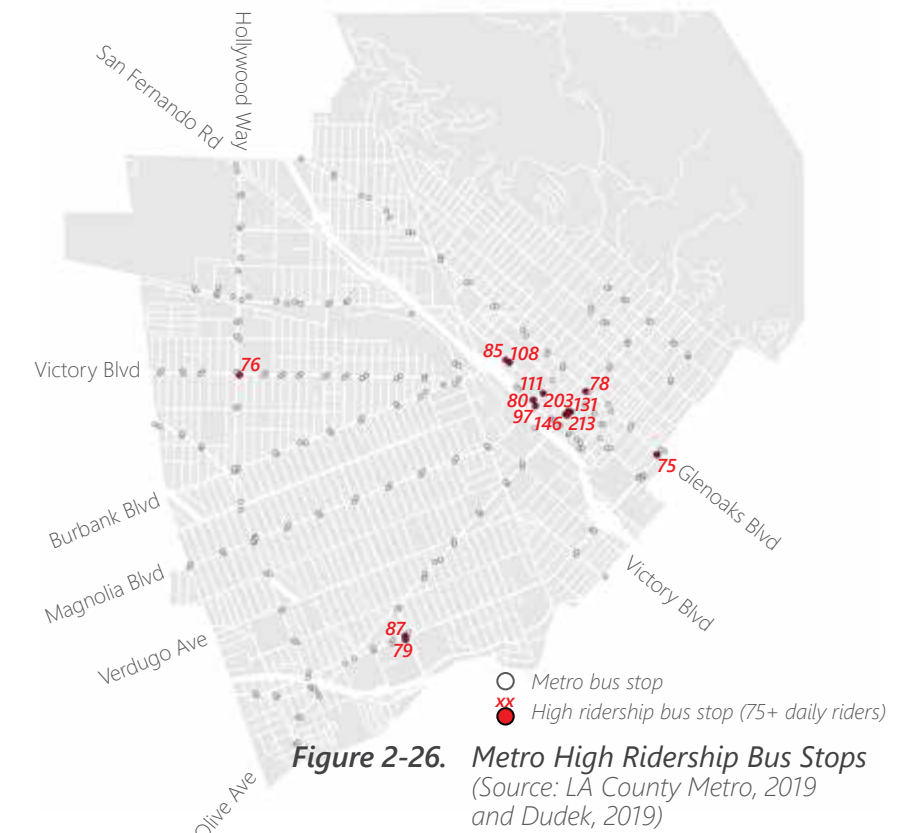 Hollywood Way
San Fernando Rd
Victory Blvd
76
85 108
111
78
80 203 131
97 146 213
75
Glenoaks Blvd
Burbank Blvd
Magnolia Blvd
Victory Blvd
Verdugo Ave
87
79
Metro bus stop
xx
High ridership bus stop (75+ daily riders)
Figure 2-26. Metro High Ridership Bus Stops
(Source: LA County Metro, 2019
and Dudek, 2019)
Olive Ave